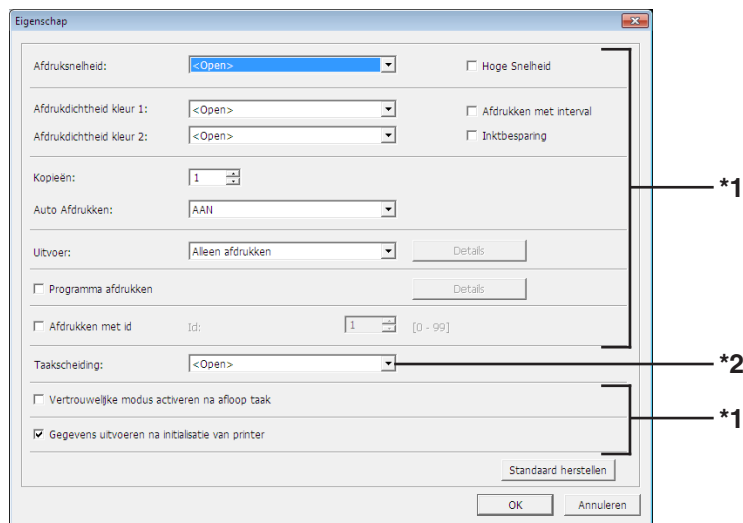 Eigenschap
Afdruksnelheid: <Open> Hoge Snelheid
Afdrukdichtheid kleur 1: <Open> Afdrukken met interval
Afdrukdichtheid kleur 2: <Open> Inktbesparing
Kopieën: 1
*1
Auto Afdrukken: AAN
Uitvoer: Alleen afdrukken Details
Programma afdrukken Details
Afdrukken met id Id: 1 [0 - 99]
Taakscheiding: <Open> *2
Vertrouwelijke modus activeren na afloop taak
*1
Gegevens uitvoeren na initialisatie van printer
Standaard herstellen
OK Annuleren